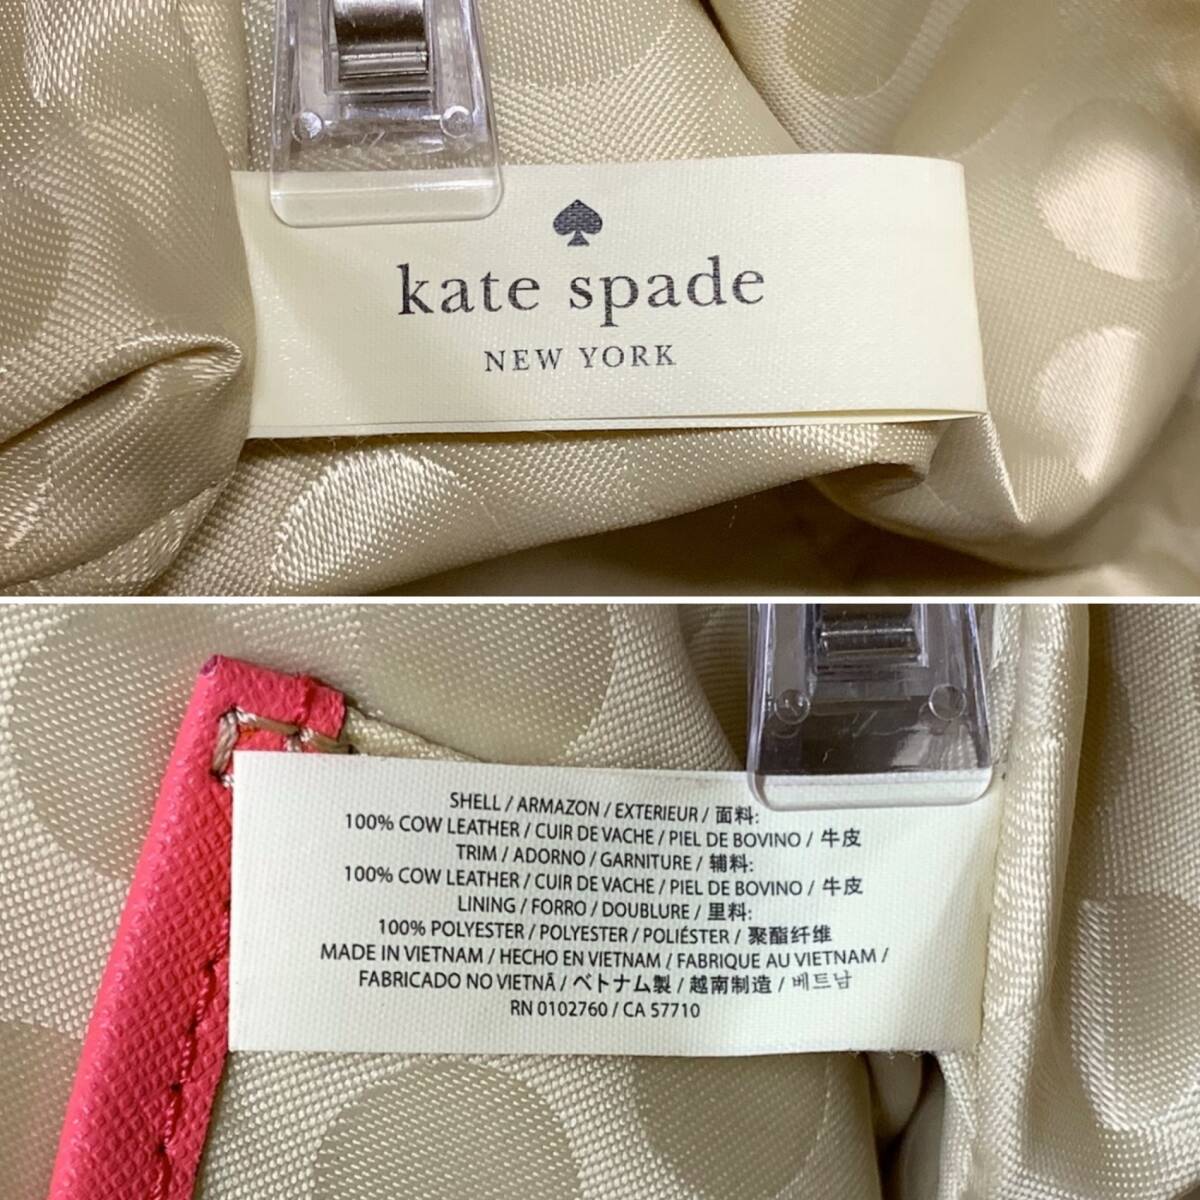 kate spade
NEW YORK
SHELL / ARMAZON / EXTERIEUR / 面料:
100% COW LEATHER / CUIR DE VACHE / PIEL DE BOVINO / 牛皮
TRIM / ADORNO / GARNITURE / 辅料:
100% COW LEATHER / CUIR DE VACHE / PIEL DE BOVINO / 牛皮
LINING / FORRO / DOUBLURE / 里料:
100% POLYESTER / POLYESTER / POLIÉSTER / 聚酯纤维
MADE IN VIETNAM / HECHO EN VIETNAM / FABRIQUE AU VIETNAM /
FABRICADO NO VIETNÃ / ベトナム製 / 越南制造 / 베트남
RN 0102760 / CA 57710